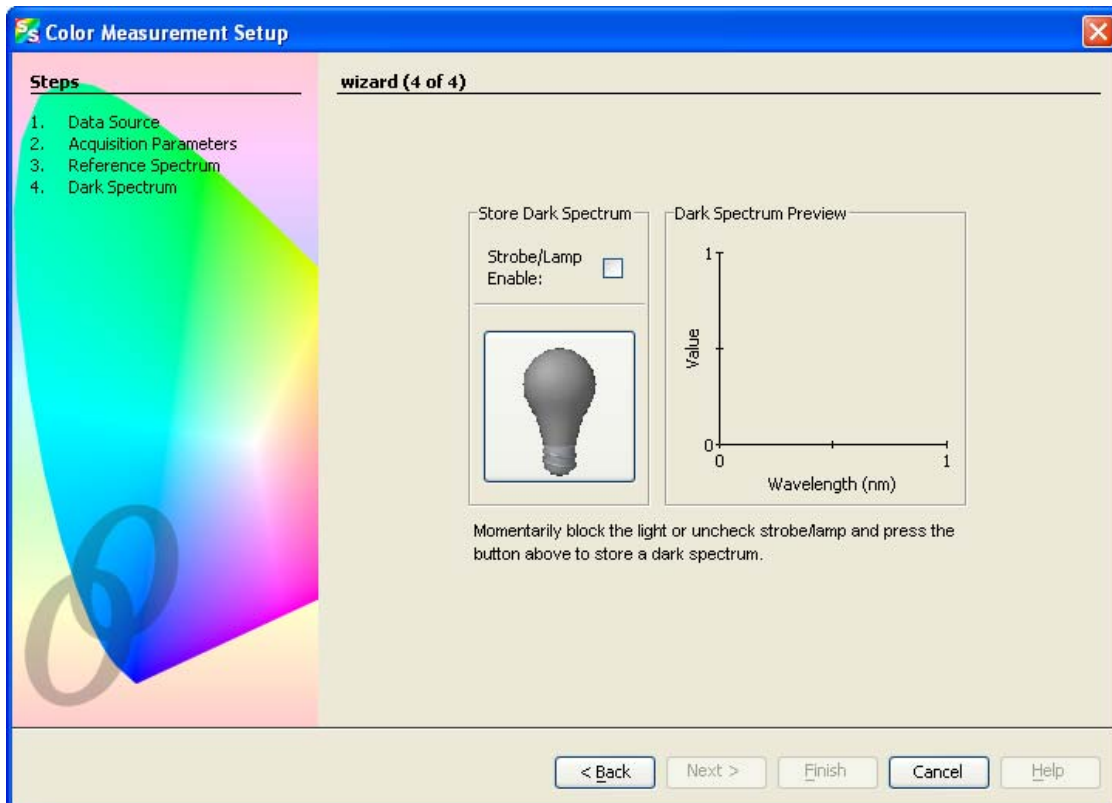 Color Measurement Setup
Steps
1. Data Source
2. Acquisition Parameters
3. Reference Spectrum
4. Dark Spectrum
wizard (4 of 4)
Store Dark Spectrum
Strobe/Lamp
Enable:
Dark Spectrum Preview
1
Value
0
0
1
Wavelength (nm)
Momentarily block the light or uncheck strobe/lamp and press the
button above to store a dark spectrum.
< Back
Next >
Finish
Cancel
Help